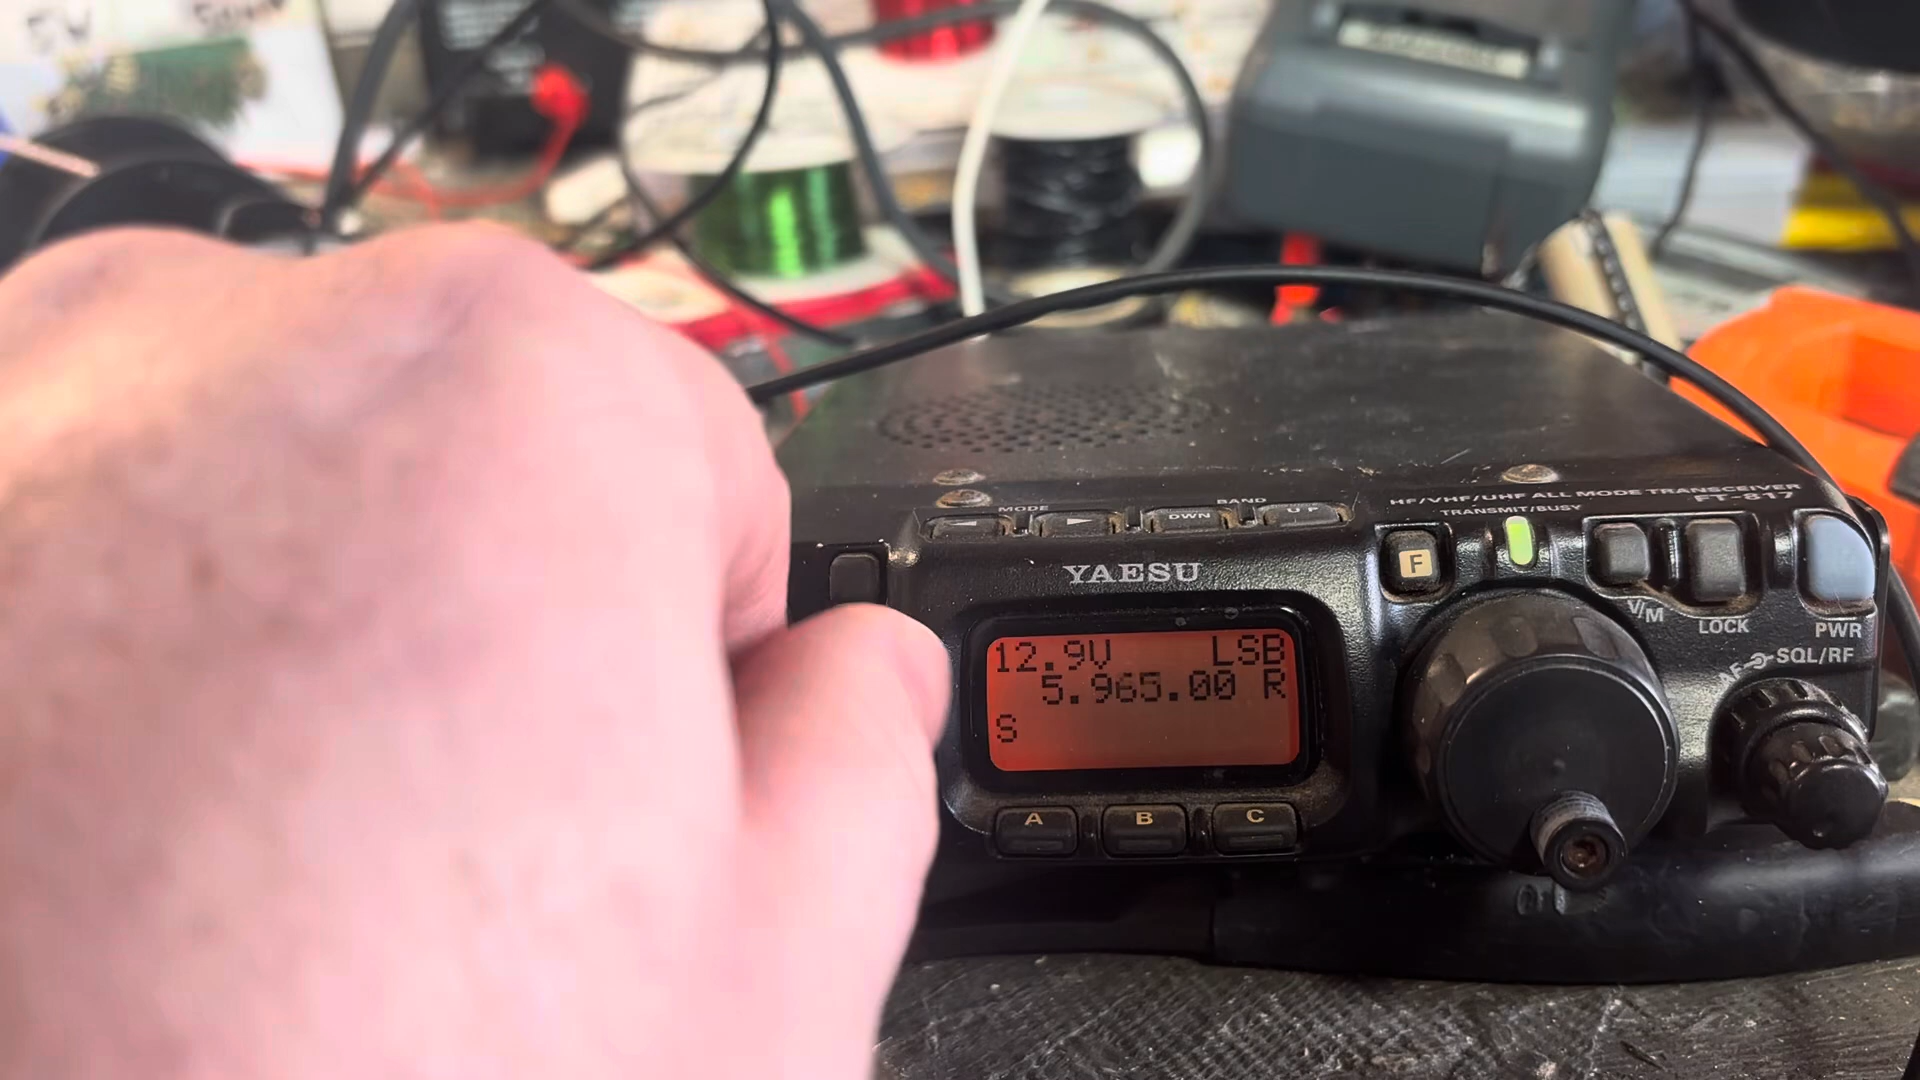 5W
HF/VHF/UHF ALL MODE TRANSCEIVER
FT-817
MODE
BAND
DWN
UP
TRANSMIT/BUSY
F
YAESU
V/M
LOCK
PWR
AF
SQL/RF
12.9V LSB
5.965.00 R
S
A
B
C